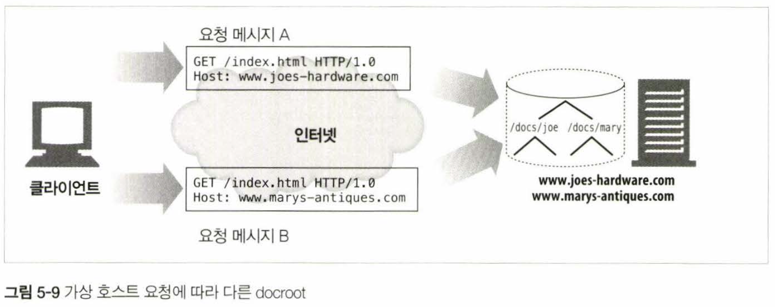 요청 메시지 A
GET /index.html HTTP/1.0
Host: www.joes-hardware.com
인터넷
/docs/joe /docs/mary
클라이언트
GET /index.html HTTP/1.0
Host: www.marys-antiques.com
www.joes-hardware.com
www.marys-antiques.com
요청 메시지 B
그림 5-9 가상 호스트 요청에 따라 다른 docroot